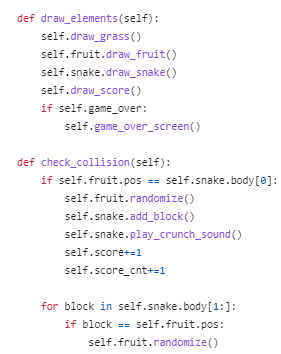 def draw_elements(self):
    self.draw_grass()
    self.fruit.draw_fruit()
    self.snake.draw_snake()
    self.draw_score()
    if self.game_over:
        self.game_over_screen()

def check_collision(self):
    if self.fruit.pos == self.snake.body[0]:
        self.fruit.randomize()
        self.snake.add_block()
        self.snake.play_crunch_sound()
        self.score+=1
        self.score_cnt+=1

    for block in self.snake.body[1:]:
        if block == self.fruit.pos:
            self.fruit.randomize()